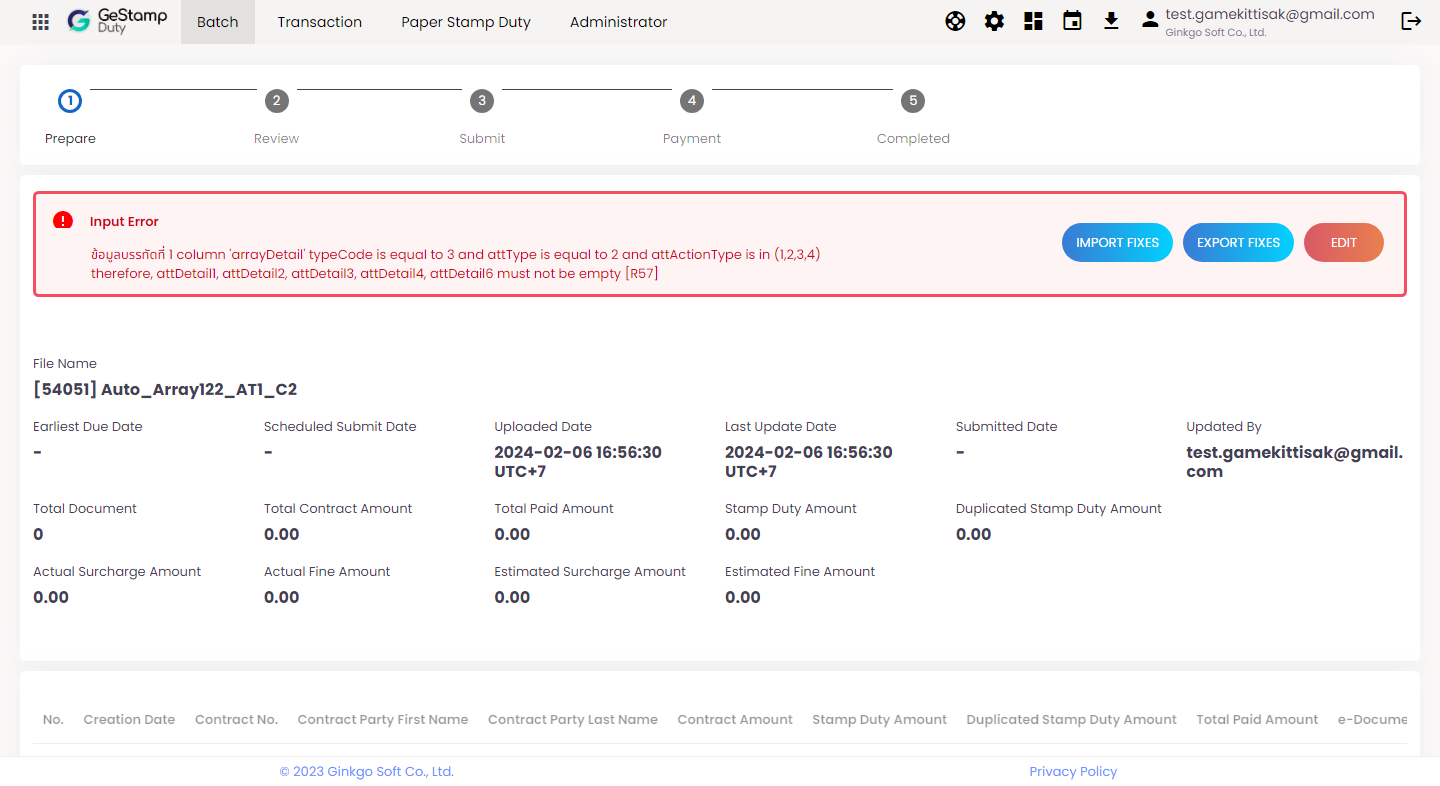 GeStamp
Duty
Batch
Transaction
Paper Stamp Duty
Administrator
test.gamekittisak@gmail.com
Ginkgo Soft Co., Ltd.
1
2
3
4
5
Prepare
Review
Submit
Payment
Completed
Input Error
ข้อมูลบรรทัดที่ 1 column 'arrayDetail' typeCode is equal to 3 and attType is equal to 2 and attActionType is in (1,2,3,4)
therefore, attDetail1, attDetail2, attDetail3, attDetail4, attDetail6 must not be empty [R57]
IMPORT FIXES
EXPORT FIXES
EDIT
File Name
[54051] Auto_Array122_AT1_C2
Earliest Due Date
-
Scheduled Submit Date
-
Uploaded Date
2024-02-06 16:56:30
UTC+7
Last Update Date
2024-02-06 16:56:30
UTC+7
Submitted Date
-
Updated By
test.gamekittisak@gmail.
com
Total Document
0
Total Contract Amount
0.00
Total Paid Amount
0.00
Stamp Duty Amount
0.00
Duplicated Stamp Duty Amount
0.00
Actual Surcharge Amount
0.00
Actual Fine Amount
0.00
Estimated Surcharge Amount
0.00
Estimated Fine Amount
0.00
No.
Creation Date
Contract No.
Contract Party First Name
Contract Party Last Name
Contract Amount
Stamp Duty Amount
Duplicated Stamp Duty Amount
Total Paid Amount
e-Docume
© 2023 Ginkgo Soft Co., Ltd.
Privacy Policy